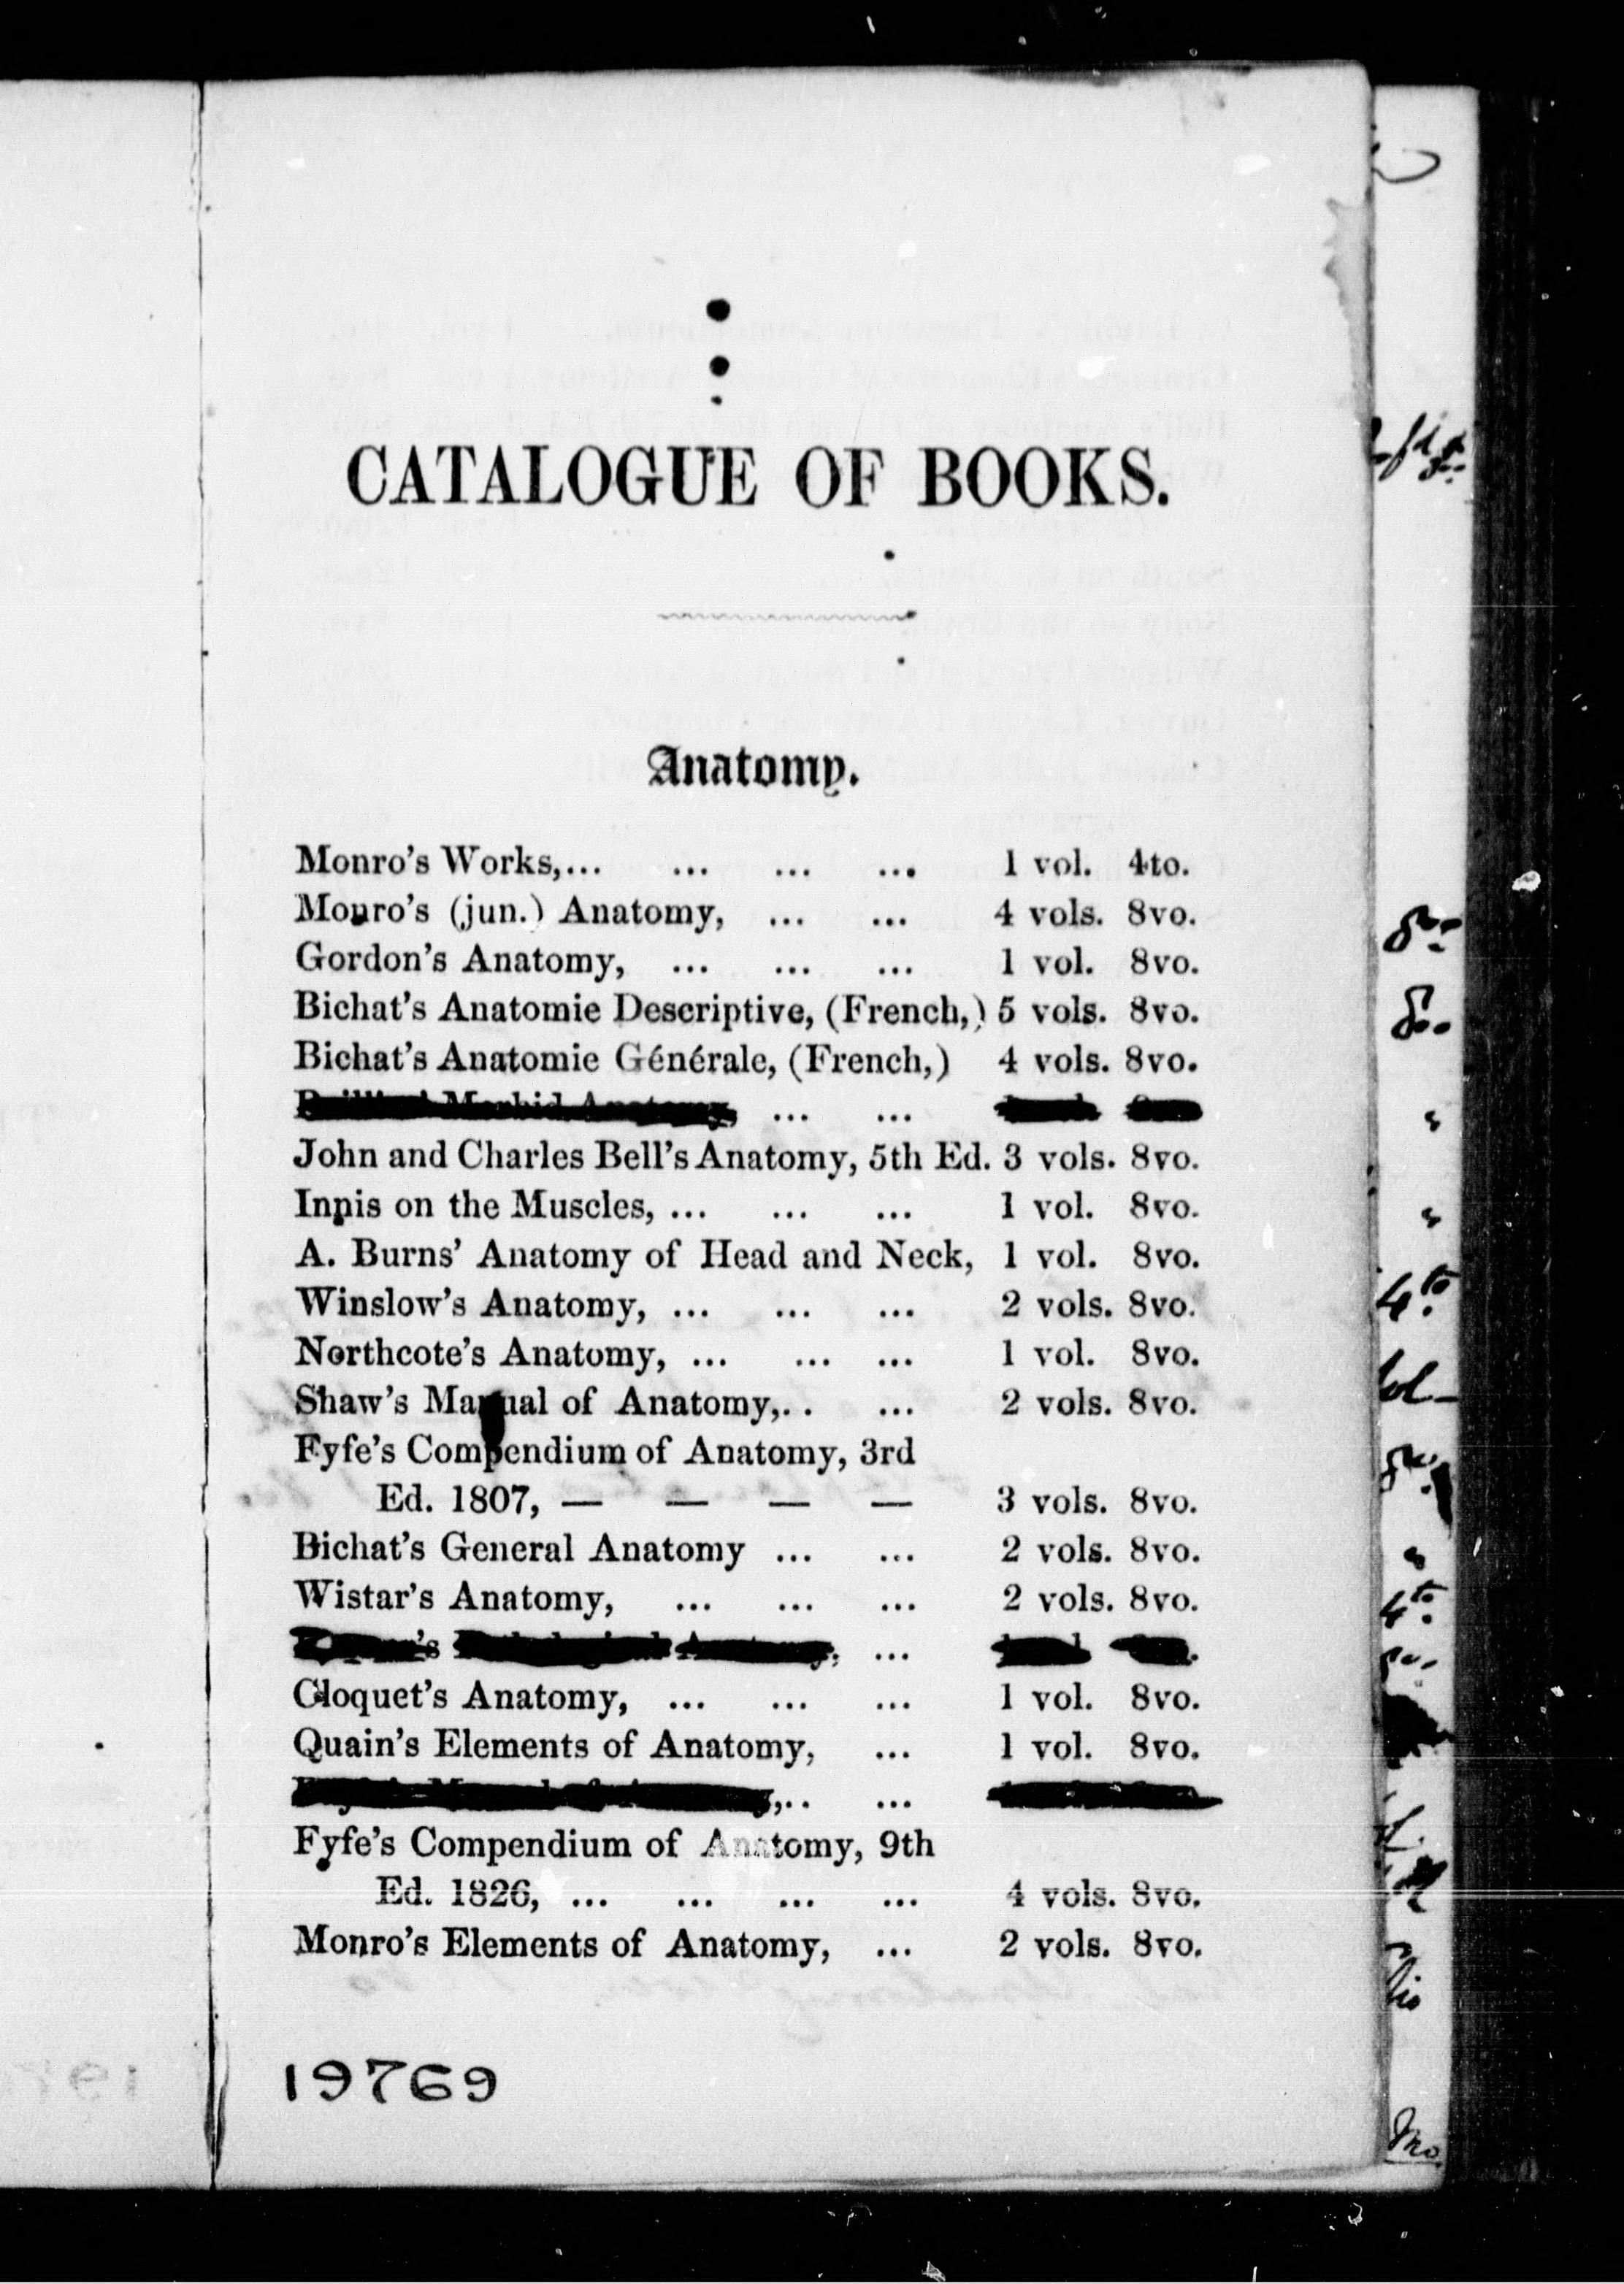 CATALOGUE OF BOOKS.
Anatomy.
Monro's Works,... ... ... ... 1 vol. 4to.
Monro's (jun.) Anatomy, ... ... 4 vols. 8vo.
Gordon's Anatomy, ... ... ... 1 vol. 8vo.
Bichat's Anatomie Descriptive, (French,) 5 vols. 8vo.
Bichat's Anatomie Générale, (French,) 4 vols. 8vo.
Morbid Anatomy, ... ...
John and Charles Bell's Anatomy, 5th Ed. 3 vols. 8vo.
Innis on the Muscles, ... ... ... 1 vol. 8vo.
A. Burns' Anatomy of Head and Neck, 1 vol. 8vo.
Winslow's Anatomy, ... ... ... 2 vols. 8vo.
Northcote's Anatomy, ... ... ... 1 vol. 8vo.
Shaw's Manual of Anatomy,.. ... 2 vols. 8vo.
Fyfe's Compendium of Anatomy, 3rd
Ed. 1807, — — — — 3 vols. 8vo.
Bichat's General Anatomy ... ... 2 vols. 8vo.
Wistar's Anatomy, ... ... ... 2 vols. 8vo.
Cloquet's Anatomy, ... ... ... 1 vol. 8vo.
Quain's Elements of Anatomy, ... 1 vol. 8vo.
Fyfe's Compendium of Anatomy, 9th
Ed. 1826, ... ... ... ... 4 vols. 8vo.
Monro's Elements of Anatomy, ... 2 vols. 8vo.
19769